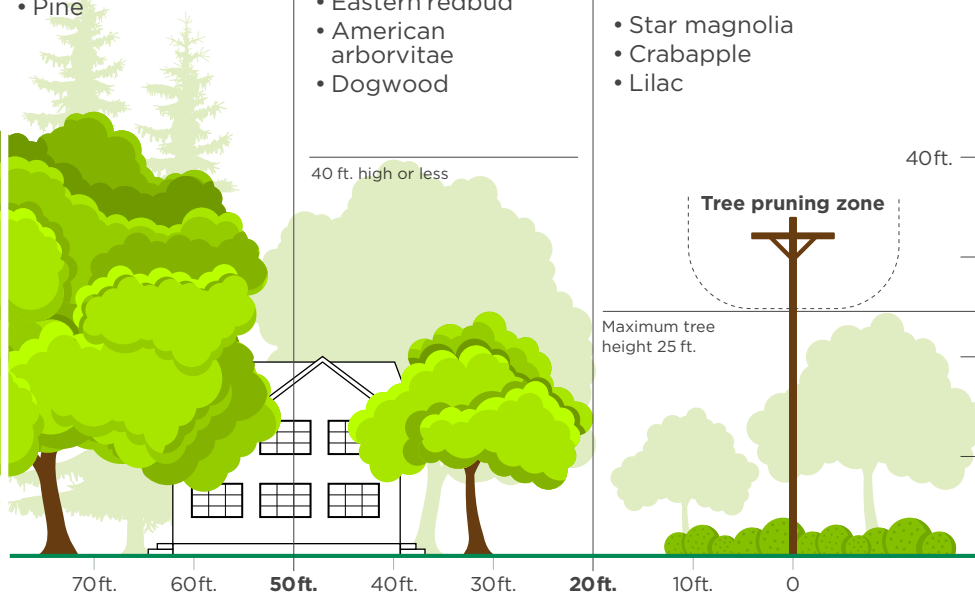 • Pine
• Eastern redbud
• American
arborvitae
• Dogwood
• Star magnolia
• Crabapple
• Lilac
40 ft. high or less
40 ft.
Tree pruning zone
Maximum tree
height 25 ft.
70 ft.
60 ft.
50 ft.
40 ft.
30 ft.
20 ft.
10 ft.
0